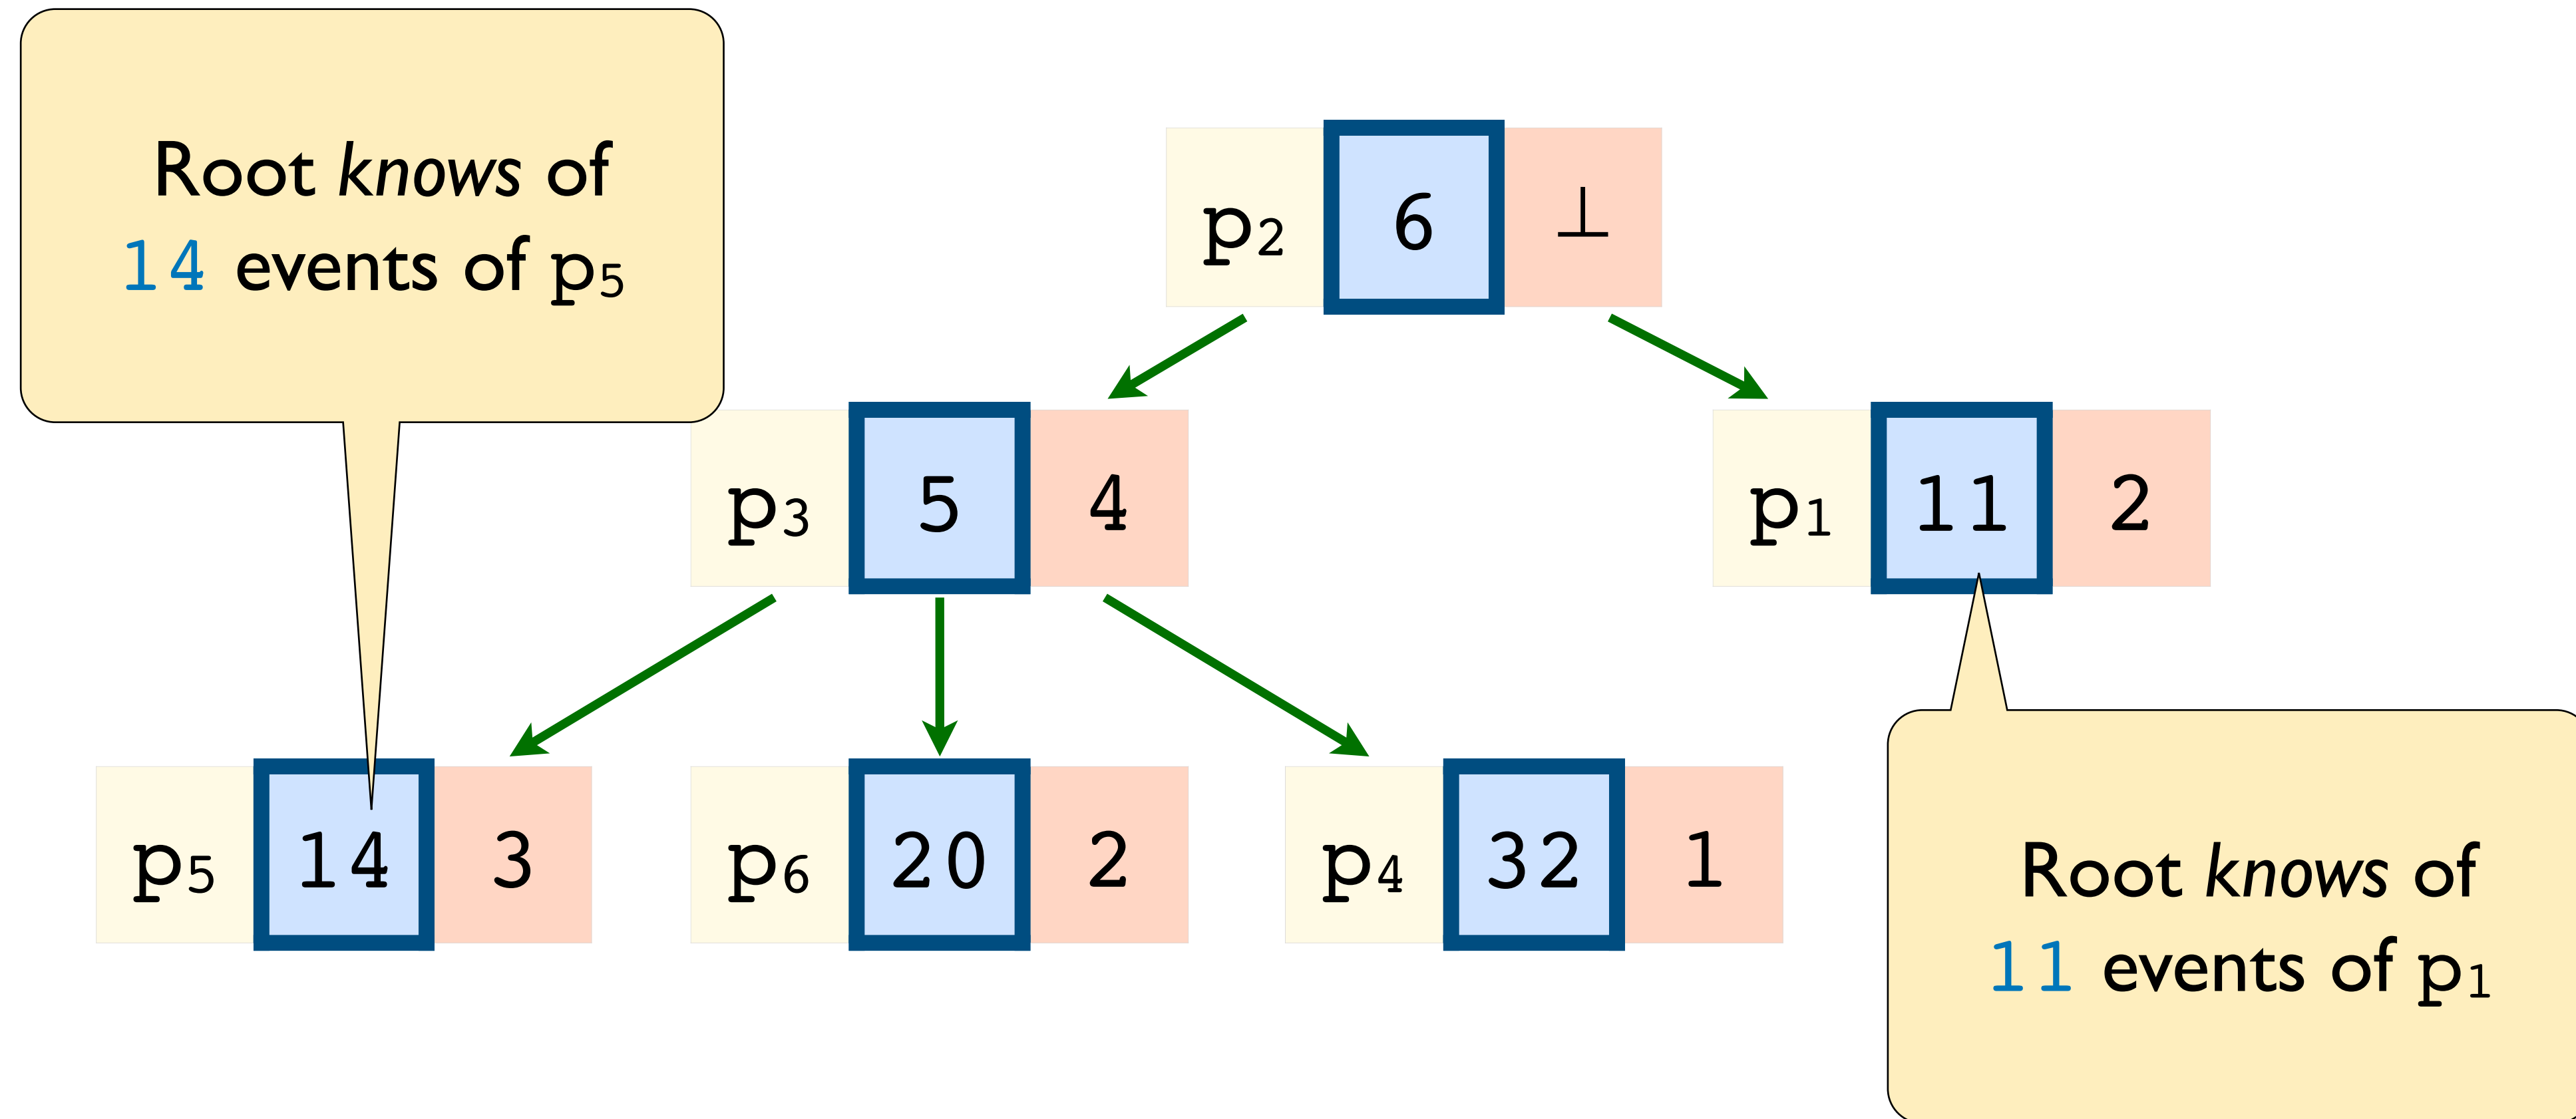 Root knows of
14 events of p₅
p₂ 6 ⊥
p₃ 5 4
p₁ 11 2
p₅ 14 3
p₆ 20 2
p₄ 32 1
Root knows of
11 events of p₁